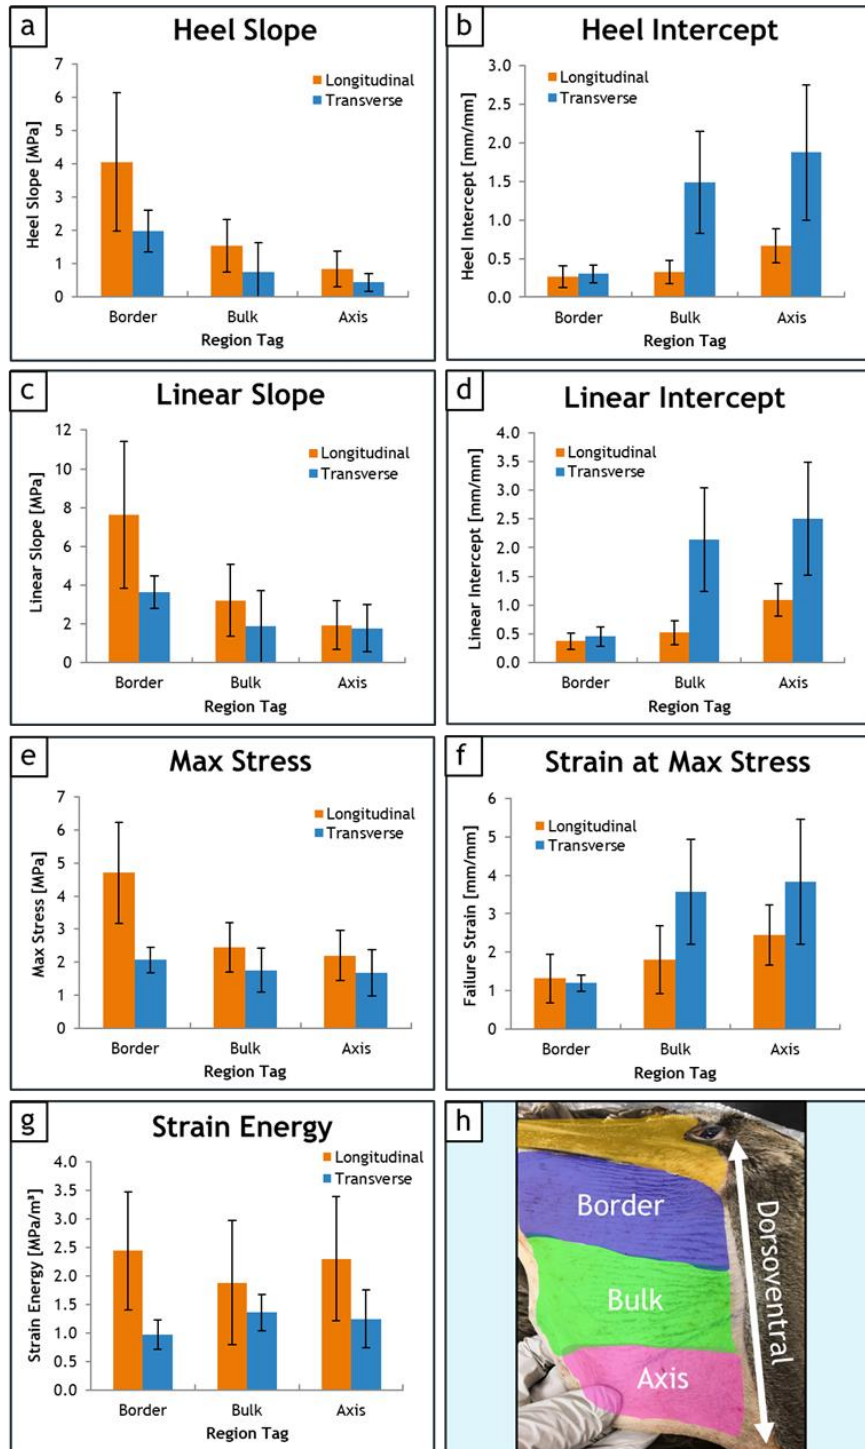 a
Heel Slope
Heel Slope [MPa]
7
6
5
4
3
2
1
0
Longitudinal
Transverse
Border Bulk Axis
Region Tag
b
Heel Intercept
Heel Intercept [mm/mm]
3.0
2.5
2.0
1.5
1.0
0.5
0.0
Longitudinal
Transverse
Border Bulk Axis
Region Tag
c
Linear Slope
Linear Slope [MPa]
12
10
8
6
4
2
0
Longitudinal
Transverse
Border Bulk Axis
Region Tag
d
Linear Intercept
Linear Intercept [mm/mm]
4.0
3.5
3.0
2.5
2.0
1.5
1.0
0.5
0.0
Longitudinal
Transverse
Border Bulk Axis
Region Tag
e
Max Stress
Max Stress [MPa]
7
6
5
4
3
2
1
0
Longitudinal
Transverse
Border Bulk Axis
Region Tag
f
Strain at Max Stress
Failure Strain [mm/mm]
6
5
4
3
2
1
0
Longitudinal
Transverse
Border Bulk Axis
Region Tag
g
Strain Energy
Strain Energy [MPa/m³]
4.0
3.5
3.0
2.5
2.0
1.5
1.0
0.5
0.0
Longitudinal
Transverse
Border Bulk Axis
Region Tag
h
Border
Bulk
Axis
Dorsoventral